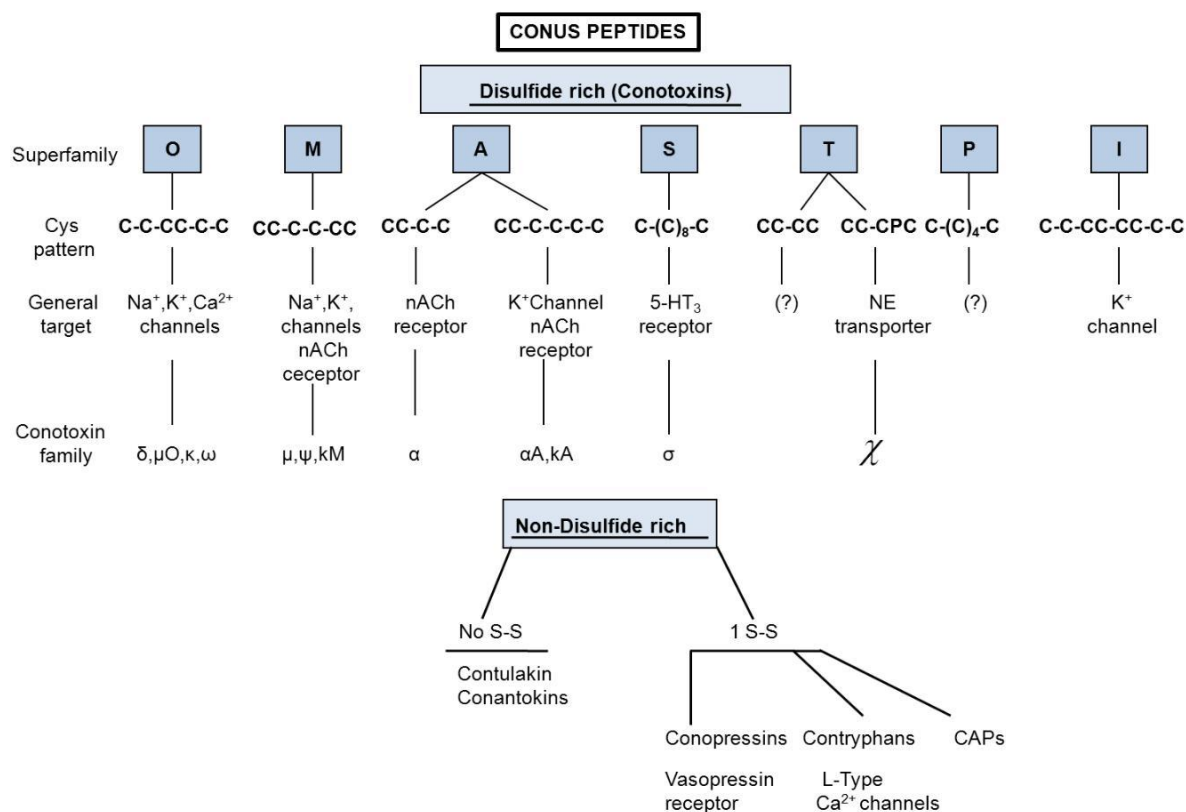 CONUS PEPTIDES
Disulfide rich (Conotoxins)
Superfamily O M A S T P I
Cys pattern
C-C-CC-C-C CC-C-C-CC CC-C-C CC-C-C-C-C C-(C)₈-C CC-CC CC-CPC C-(C)₄-C C-C-CC-CC-C-C
General target
Na⁺,K⁺,Ca²⁺ channels
Na⁺,K⁺, channels nACh ceceptor
nACh receptor
K⁺Channel nACh receptor
5-HT₃ receptor
(?)
NE transporter
(?)
K⁺ channel
Conotoxin family
δ,μO,κ,ω μ,ψ,kM α αA,kA σ χ
Non-Disulfide rich
No S-S
Contulakin
Conantokins
1 S-S
Conopressins Contryphans CAPs
Vasopressin receptor
L-Type Ca²⁺ channels